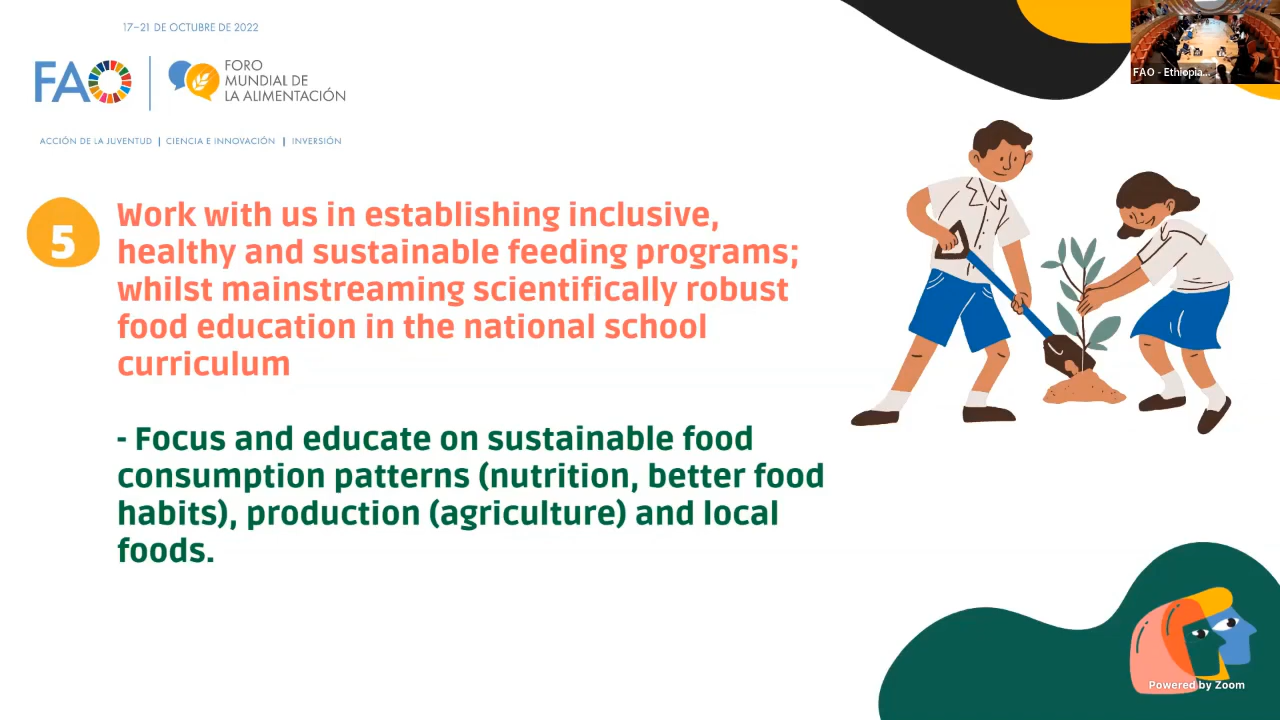 17–21 DE OCTUBRE DE 2022
FAO
FORO
MUNDIAL DE
LA ALIMENTACIÓN
ACCIÓN DE LA JUVENTUD | CIENCIA E INNOVACIÓN | INVERSIÓN
FAO - Ethiopia...
5
Work with us in establishing inclusive,
healthy and sustainable feeding programs;
whilst mainstreaming scientifically robust
food education in the national school
curriculum
- Focus and educate on sustainable food
consumption patterns (nutrition, better food
habits), production (agriculture) and local
foods.
Powered by Zoom